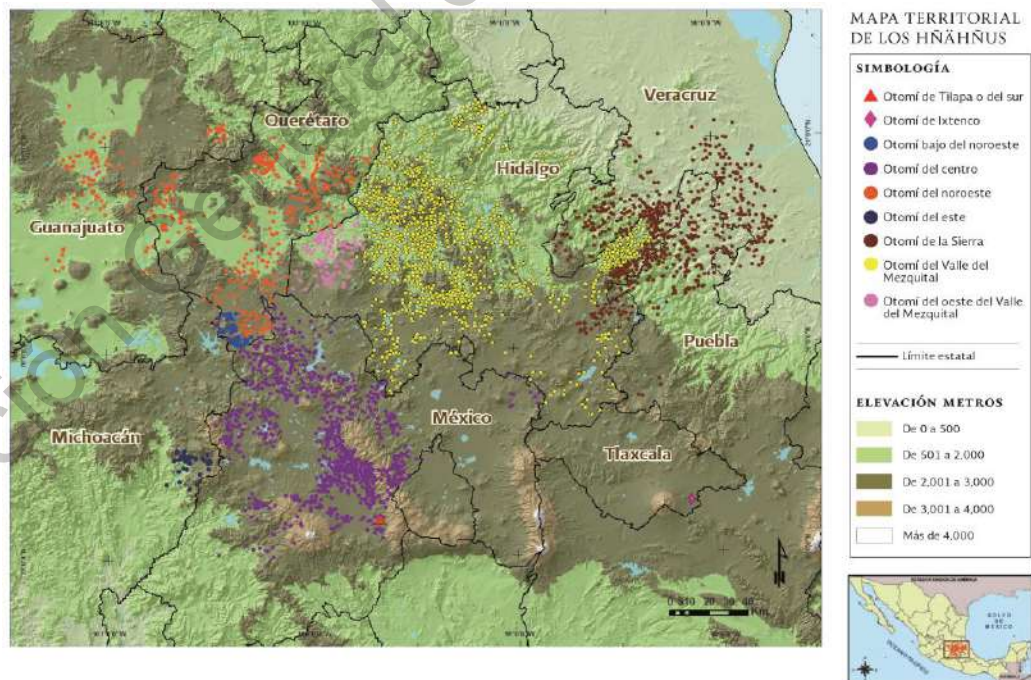 MAPA TERRITORIAL
DE LOS HÑÄHÑUS
SIMBOLOGÍA
Otomí de Tilapa o del sur
Otomí de Ixtenco
Otomí bajo del noroeste
Otomí del centro
Otomí del noroeste
Otomí del este
Otomí de la Sierra
Otomí del Valle del
Mezquital
Otomí del oeste del Valle
del Mezquital
Límite estatal
ELEVACIÓN METROS
De 0 a 500
De 501 a 2,000
De 2,001 a 3,000
De 3,001 a 4,000
Más de 4,000
Veracruz
Querétaro
Hidalgo
Guanajuato
Puebla
México
Michoacán
Tlaxcala
Km
GOLFO
DE
MÉXICO